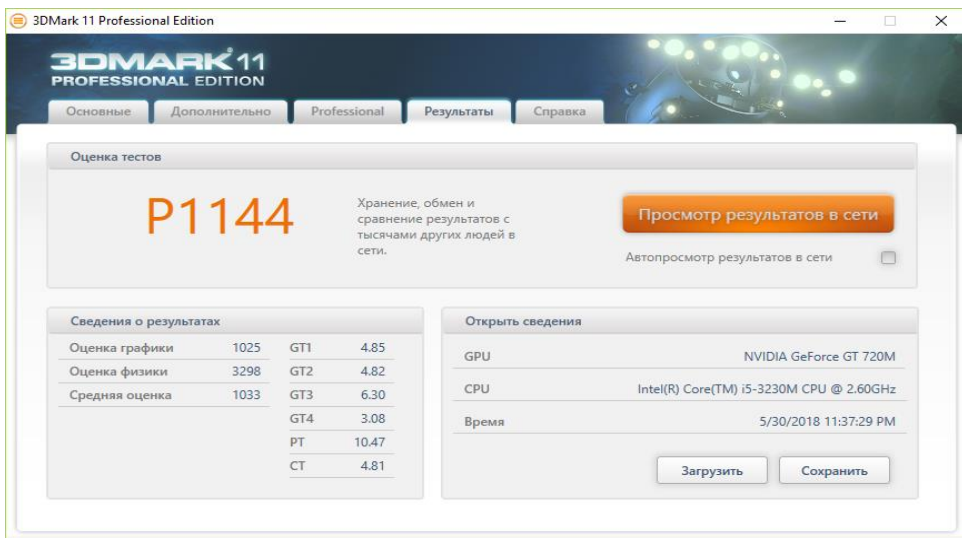 3DMark 11 Professional Edition
3DMARK 11
PROFESSIONAL EDITION
Основные Дополнительно Professional Результаты Справка
Оценка тестов
P1144
Хранение, обмен и
сравнение результатов с
тысячами других людей в
сети.
Просмотр результатов в сети
Автопросмотр результатов в сети
Сведения о результатах
Оценка графики 1025 GT1 4.85
Оценка физики 3298 GT2 4.82
Средняя оценка 1033 GT3 6.30
GT4 3.08
PT 10.47
CT 4.81
Открыть сведения
GPU NVIDIA GeForce GT 720M
CPU Intel(R) Core(TM) i5-3230M CPU @ 2.60GHz
Время 5/30/2018 11:37:29 PM
Загрузить Сохранить